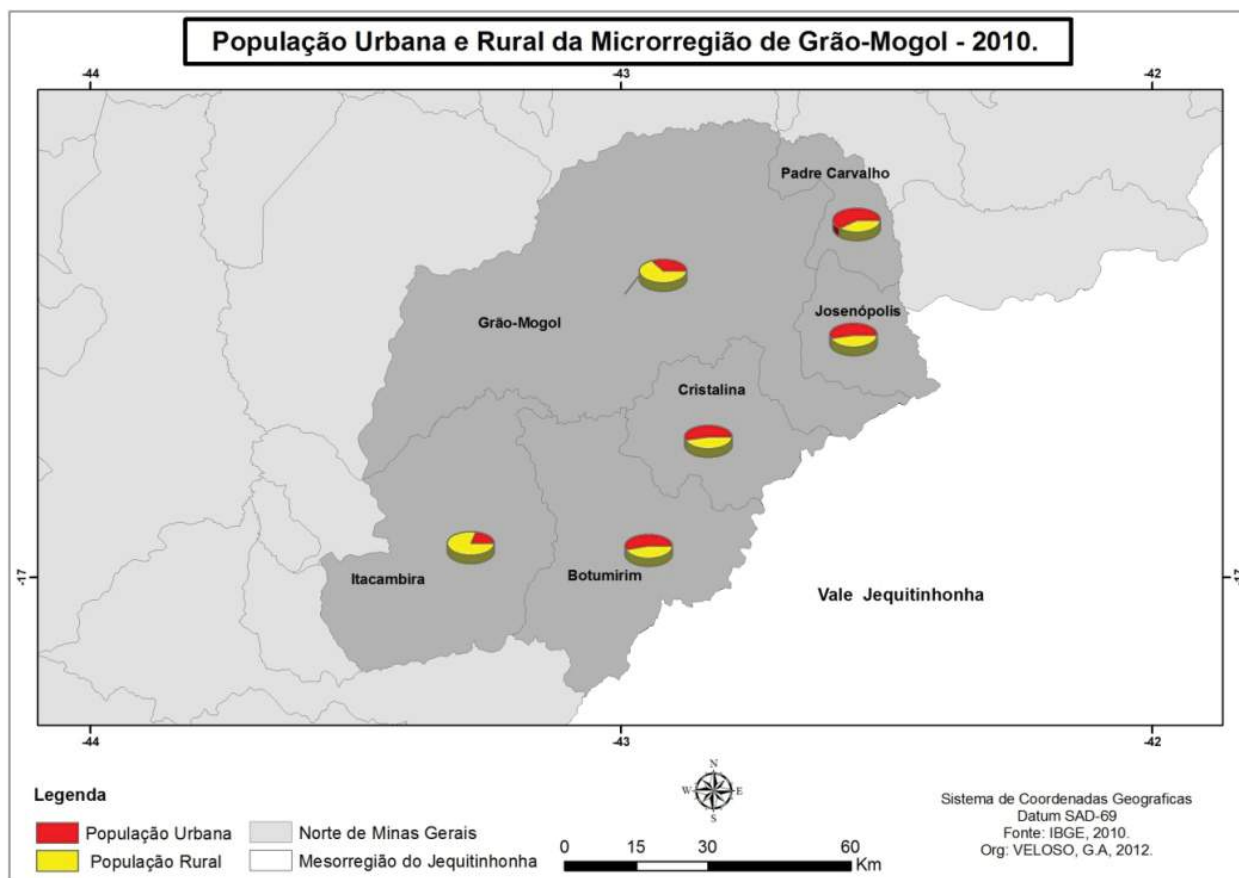 População Urbana e Rural da Microrregião de Grão-Mogol - 2010.
-44
-43
-42
Padre Carvalho
Josenópolis
Grão-Mogol
Cristalina
Itacambira
Botumirim
Vale Jequitinhonha
-17
-17
-44
-43
-42
Legenda
População Urbana
População Rural
Norte de Minas Gerais
Mesorregião do Jequitinhonha
N
W
E
S
0 15 30 60
Km
Sistema de Coordenadas Geograficas
Datum SAD-69
Fonte: IBGE, 2010.
Org: VELOSO, G.A, 2012.